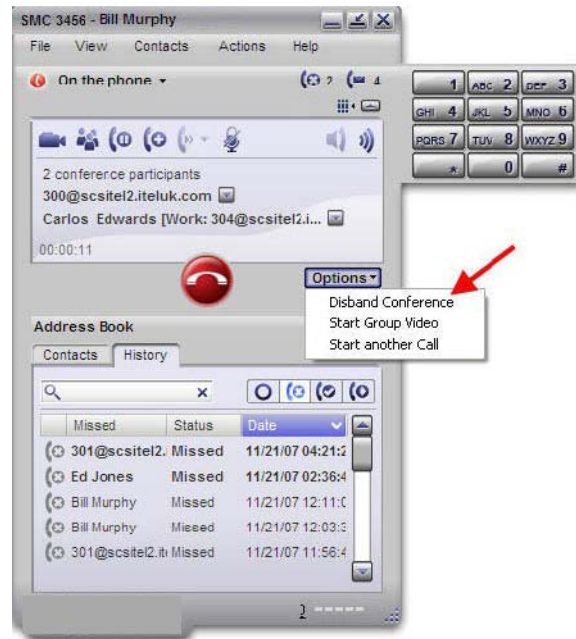 SMC 3456 - Bill Murphy
File View Contacts Actions Help
On the phone 2 4
1 ABC 2 DEF 3
GHI 4 JKL 5 MNO 6
PQRS 7 TUV 8 WXYZ 9
* 0 #
2 conference participants
300@scsitel2.iteluk.com
Carlos Edwards [Work: 304@scsitel2.i...
00:00:11
Options
Disband Conference
Start Group Video
Start another Call
Address Book
Contacts History
Missed Status Date
301@scsitel2. Missed 11/21/07 04:21:2
Ed Jones Missed 11/21/07 02:36:4
Bill Murphy Missed 11/21/07 12:11:0
Bill Murphy Missed 11/21/07 12:03:3
301@scsitel2.it Missed 11/21/07 11:56:4